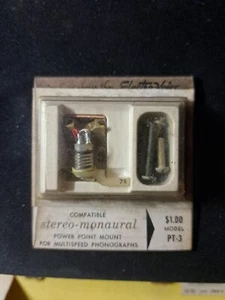 COMPATIBLE
stereo-monaural
POWER POINT MOUNT
FOR MULTISPEED PHONOGRAPHS
$1.00
MODEL
PT-3